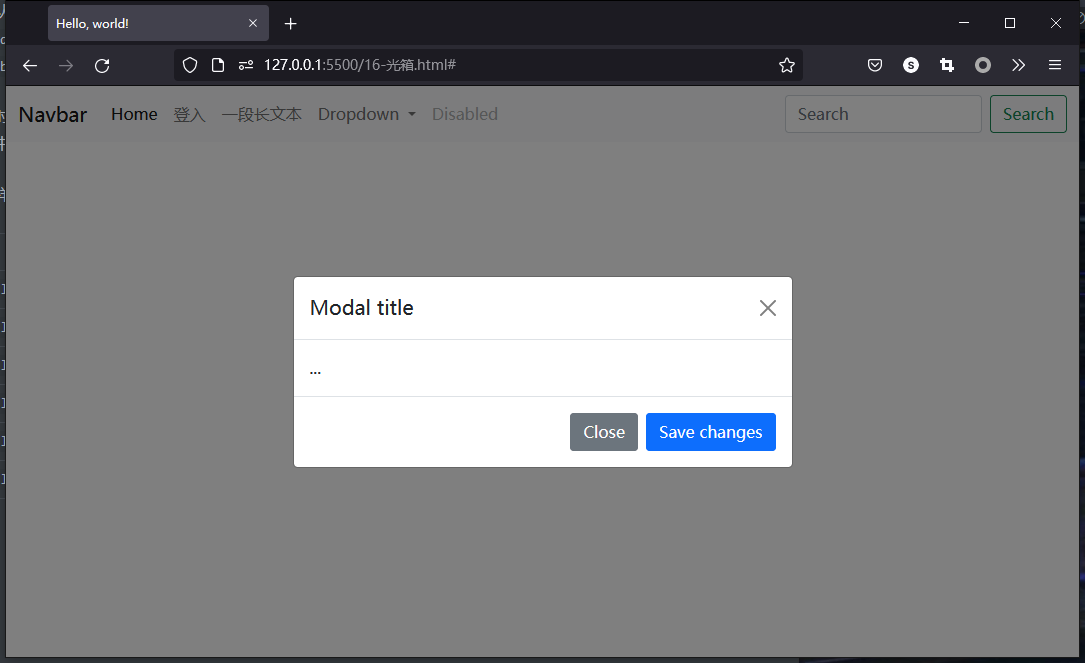 Hello, world!
127.0.0.1:5500/16-光箱.html#
Navbar Home 登入 一段长文本 Dropdown Disabled Search Search
Modal title
...
Close Save changes